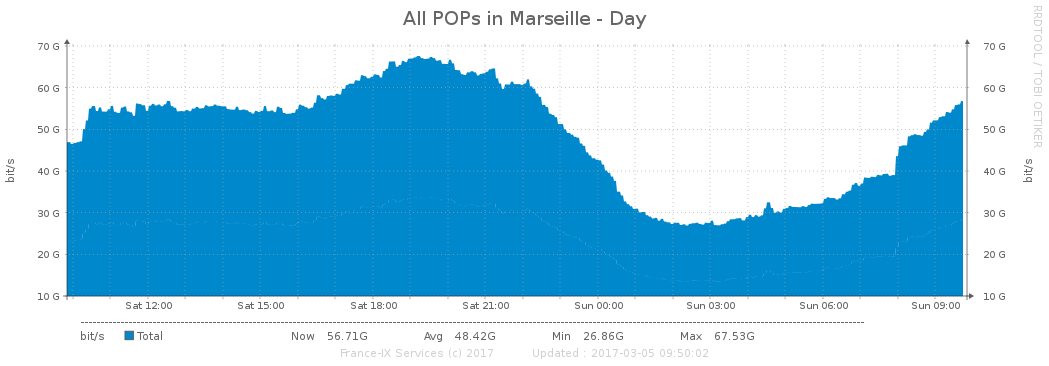 All POPs in Marseille - Day
RRDTOOL / TOBI OETIKER
70 G 70 G
60 G 60 G
50 G 50 G
40 G 40 G
30 G 30 G
20 G 20 G
10 G 10 G
bit/s bit/s
Sat 12:00 Sat 15:00 Sat 18:00 Sat 21:00 Sun 00:00 Sun 03:00 Sun 06:00 Sun 09:00
bit/s Total Now 56.71G Avg 48.42G Min 26.86G Max 67.53G
France-IX Services (c) 2017 Updated : 2017-03-05 09:50:02